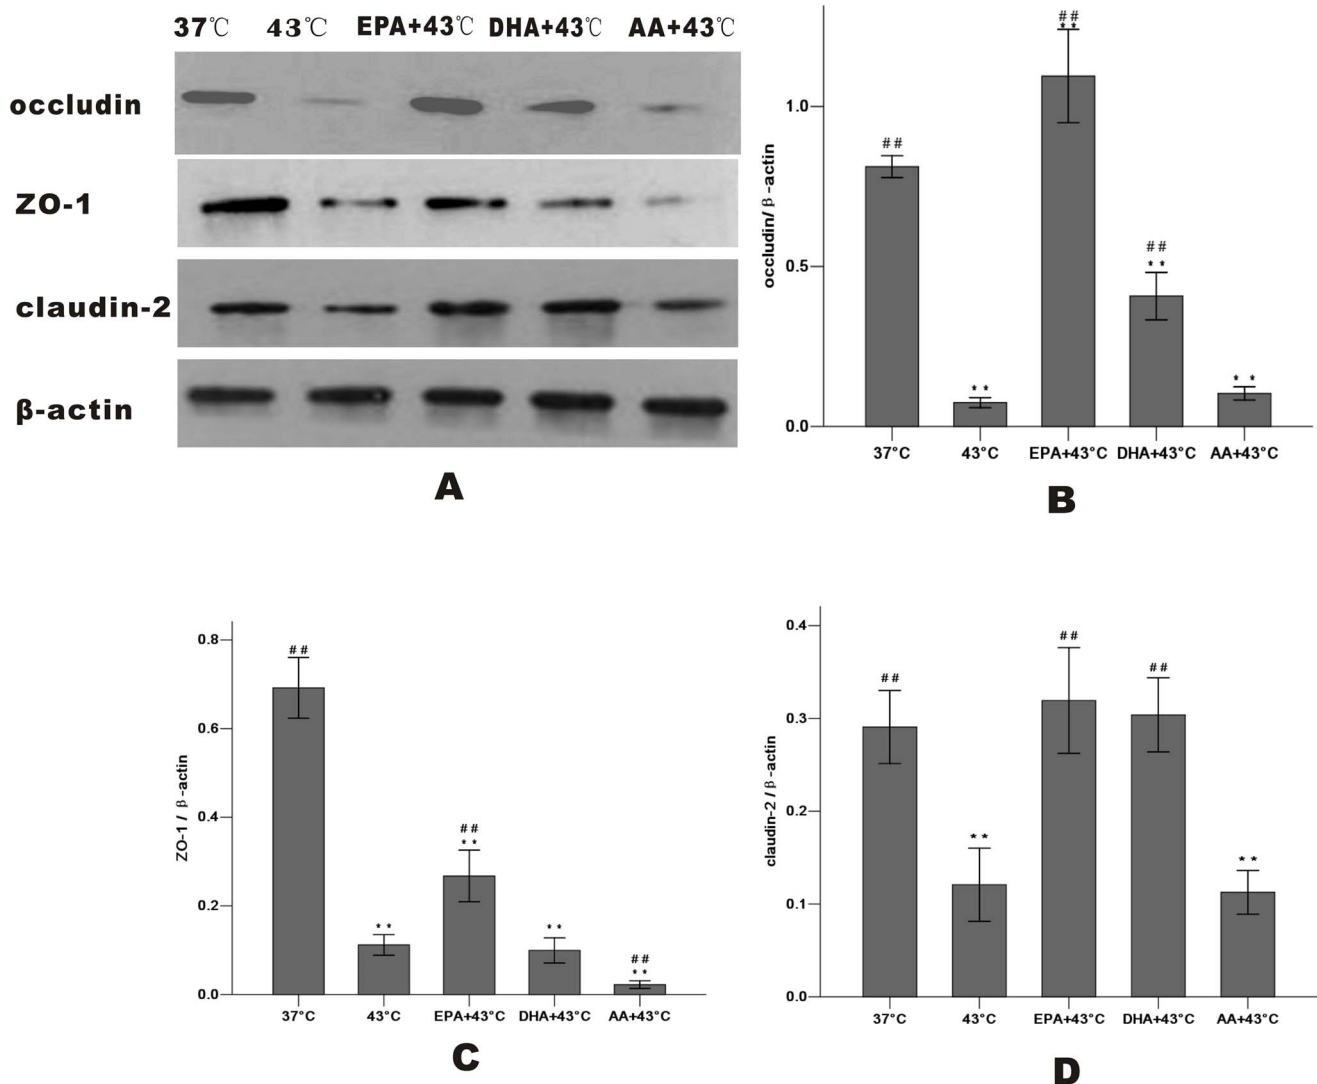 37℃ 43℃ EPA+43℃ DHA+43℃ AA+43℃
occludin
ZO-1
claudin-2
β-actin
A
occludin/ β-actin
1.0
0.5
0.0
##
**
##
**
##
**
**
37°C 43°C EPA+43°C DHA+43°C AA+43°C
B
ZO-1 / β-actin
0.8
0.6
0.4
0.2
0.0
##
**
##
**
**
##
**
37°C 43°C EPA+43°C DHA+43°C AA+43°C
C
claudin-2 / β-actin
0.4
0.3
0.2
0.1
0.0
##
**
##
##
**
37°C 43°C EPA+43°C DHA+43°C AA+43°C
D